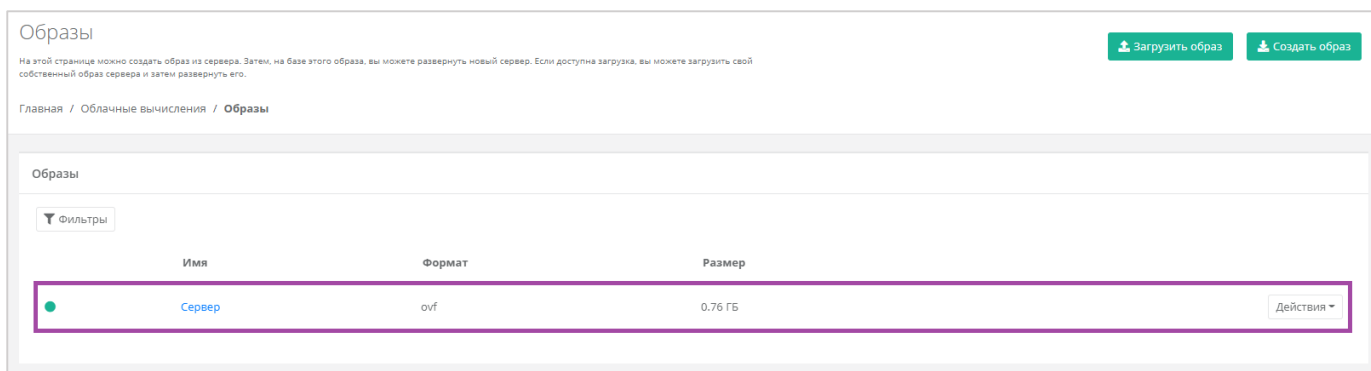 Образы
Загрузить образ
Создать образ
На этой странице можно создать образ из сервера. Затем, на базе этого образа, вы можете развернуть новый сервер. Если доступна загрузка, вы можете загрузить свой
собственный образ сервера и затем развернуть его.
Главная / Облачные вычисления / Образы
Образы
Фильтры
Имя Формат Размер
Сервер ovf 0.76 ГБ Действия